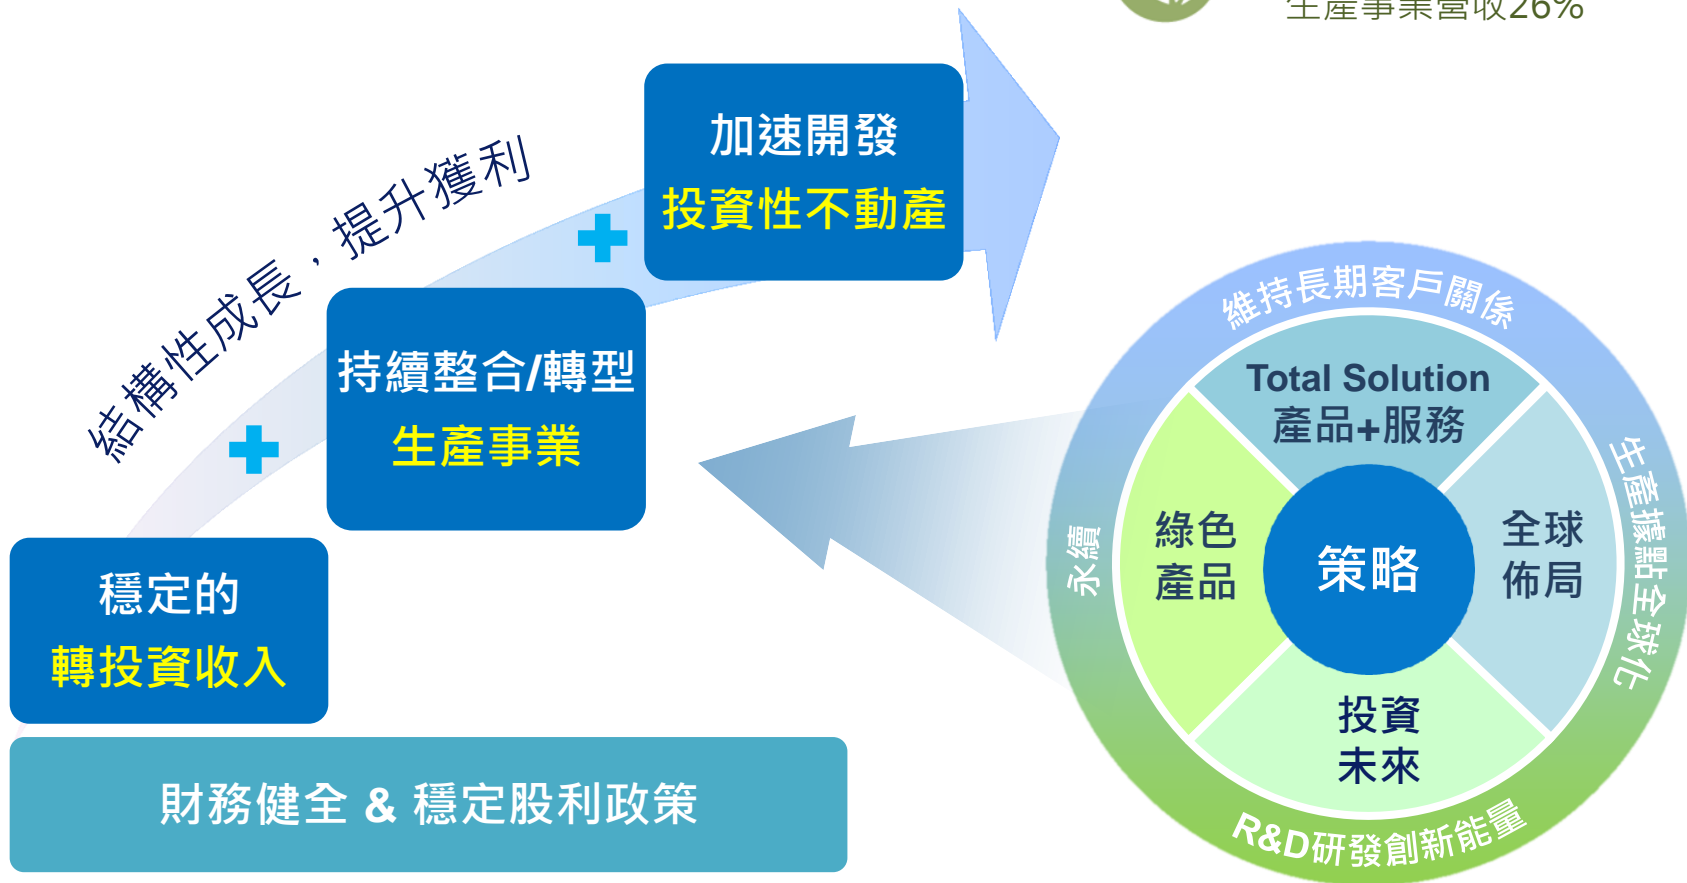 生產事業營收26%
加速開發
投資性不動產
結構性成長，提升獲利
持續整合/轉型
生產事業
穩定的
轉投資收入
財務健全 & 穩定股利政策
維持長期客戶關係
Total Solution
產品+服務
生產據點全球化
永續
綠色
產品
策略
全球
佈局
投資
未來
R&D研發創新能量